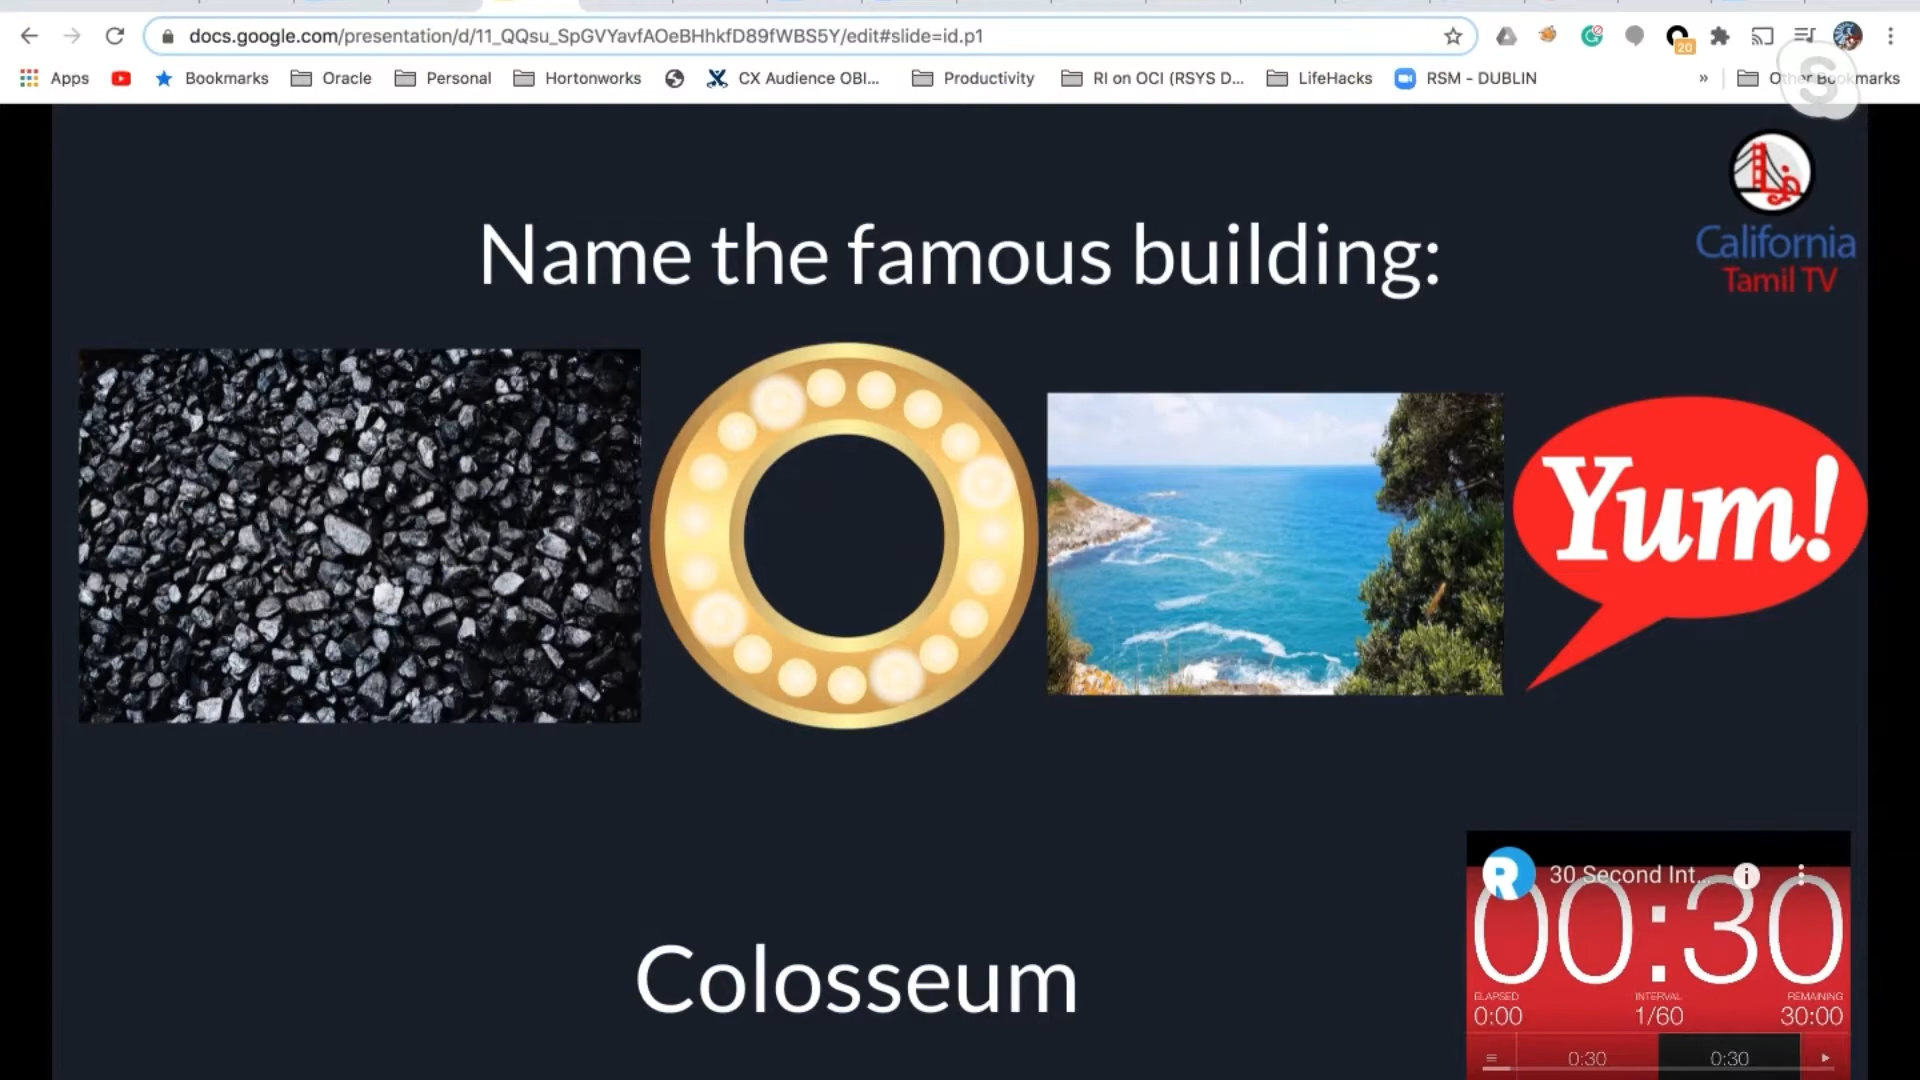 docs.google.com/presentation/d/11_QQsu_SpGVYavfAOeBHhkfD89fWBS5Y/edit#slide=id.p1
20
Apps Bookmarks Oracle Personal Hortonworks CX Audience OBI... Productivity RI on OCI (RSYS D... LifeHacks RSM - DUBLIN » Other Bookmarks
S
California
Tamil TV
Name the famous building:
Yum!
Colosseum
R 30 Second Int...
00:30
ELAPSED INTERVAL REMAINING
0:00 1/60 30:00
0:30 0:30